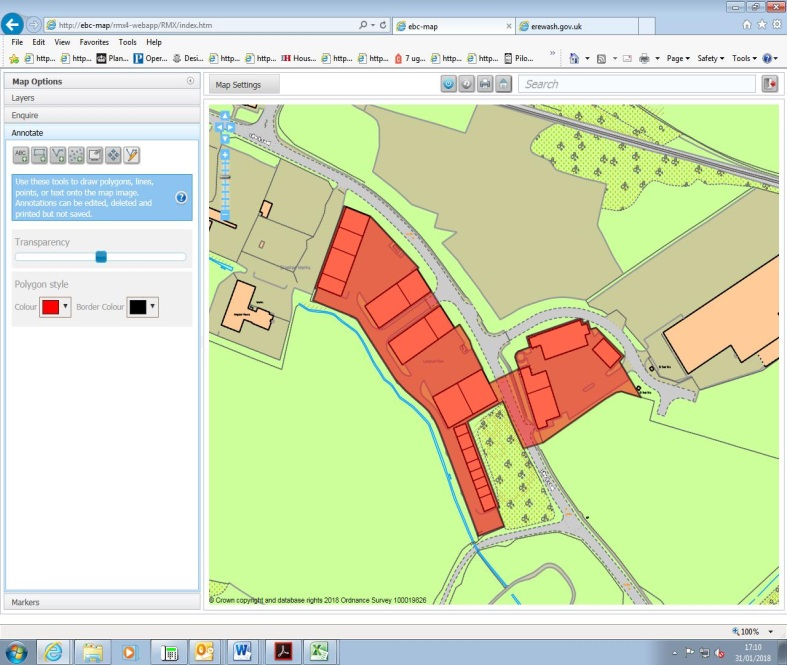 http://ebc-map/rmx4-webapp/RMX/index.htm
ebc-map
erewash.gov.uk
File Edit View Favorites Tools Help
http... http... Plan... Oper... Desi... http... http... Hous... http... http... 7 ug... http... http... Pilo... » Page Safety Tools
Map Options
Map Settings
Search
Layers
Enquire
Annotate
ABC
Use these tools to draw polygons, lines,
points, or text onto the map image.
Annotations can be edited, deleted and
printed but not saved.
Transparency
Polygon style
Colour Border Colour
Markers
© Crown copyright and database rights 2018 Ordnance Survey 100019826
100%
17:10
31/01/2018